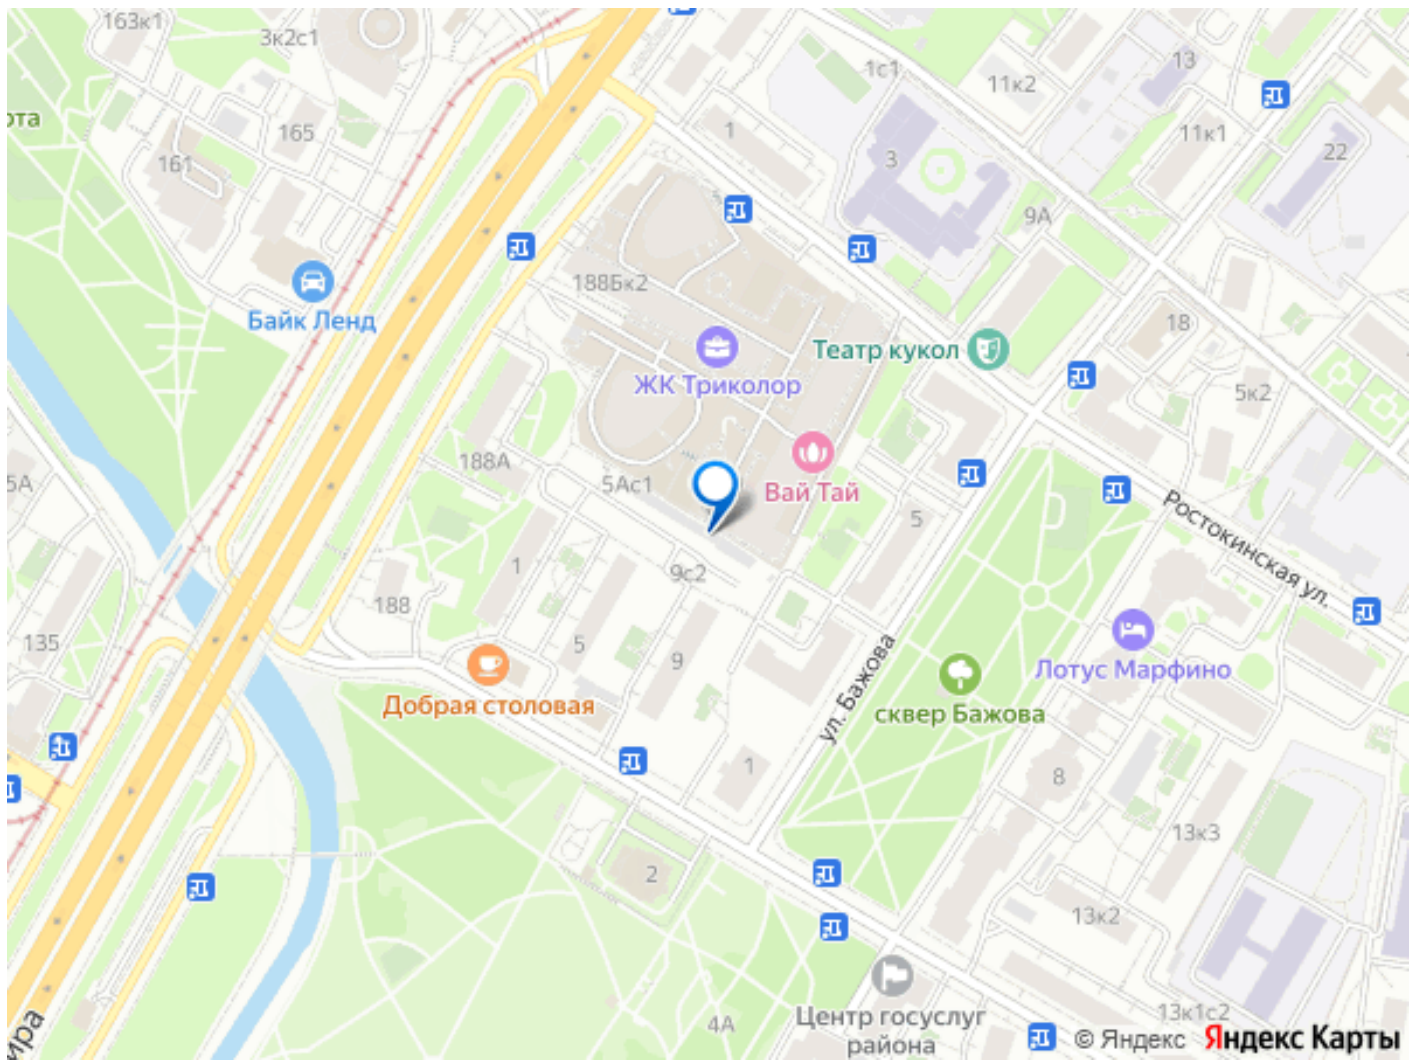 163к1
3к2с1
1с1
13
11к2
ота
165
1
11к1
161
3
22
9А
188Бк2
Байк Ленд
18
Театр кукол
ЖК Триколор
5к2
188А
5А
5Ас1
Вай Тай
Ростокинская ул.
5
1
9с2
188
135
5
9
ул. Бажова
Лотус Марфино
Добрая столовая
сквер Бажова
1
8
13к3
2
13к2
13к1с2
4А
Центр госуслуг
района
ира
© Яндекс Яндекс Карты